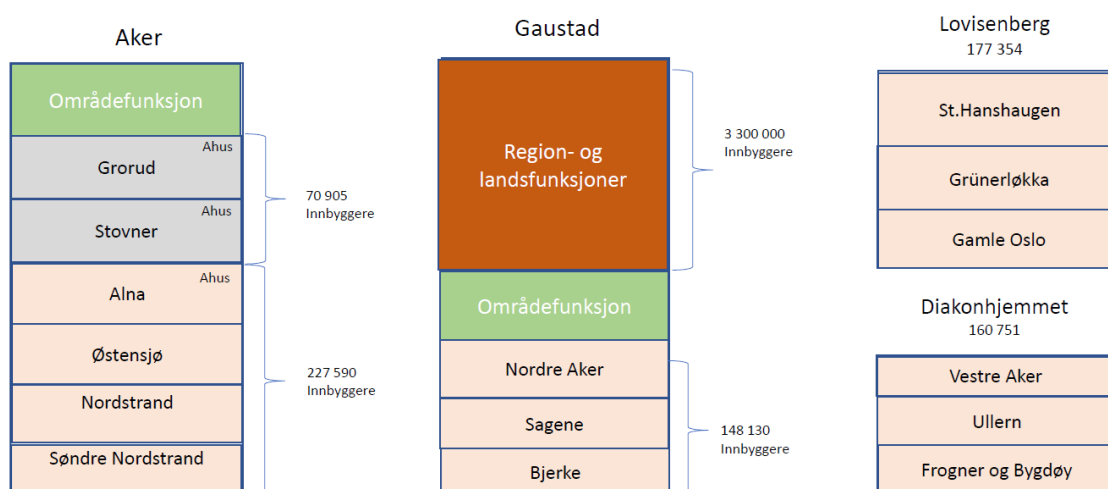 Aker
Områdefunksjon
Ahus
Grorud
Ahus
Stovner
70 905
Innbyggere
Ahus
Alna
Østensjø
Nordstrand
Søndre Nordstrand
227 590
Innbyggere
Gaustad
Region- og
landsfunksjoner
3 300 000
Innbyggere
Områdefunksjon
Nordre Aker
Sagene
Bjerke
148 130
Innbyggere
Lovisenberg
177 354
St.Hanshaugen
Grünerløkka
Gamle Oslo
Diakonhjemmet
160 751
Vestre Aker
Ullern
Frogner og Bygdøy